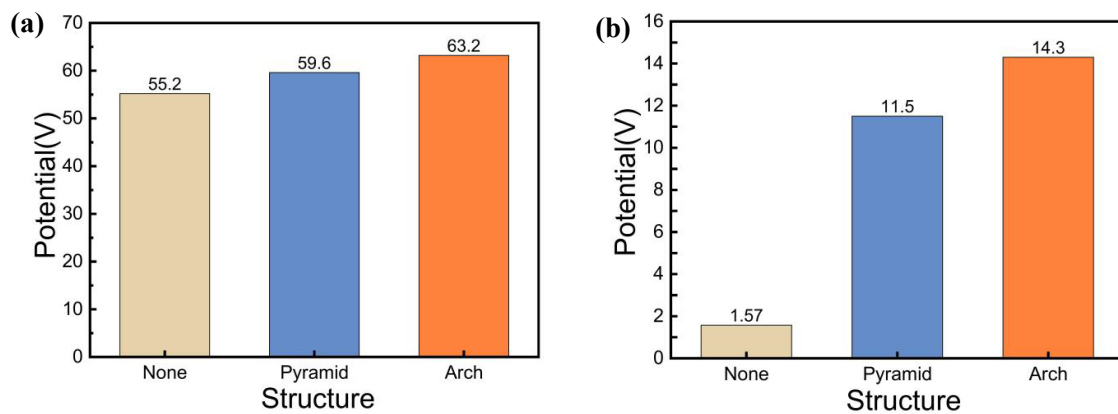 (a)
Potential(V)
70
60
50
40
30
20
10
0
55.2
59.6
63.2
None
Pyramid
Arch
Structure
(b)
Potential(V)
16
14
12
10
8
6
4
2
0
1.57
11.5
14.3
None
Pyramid
Arch
Structure